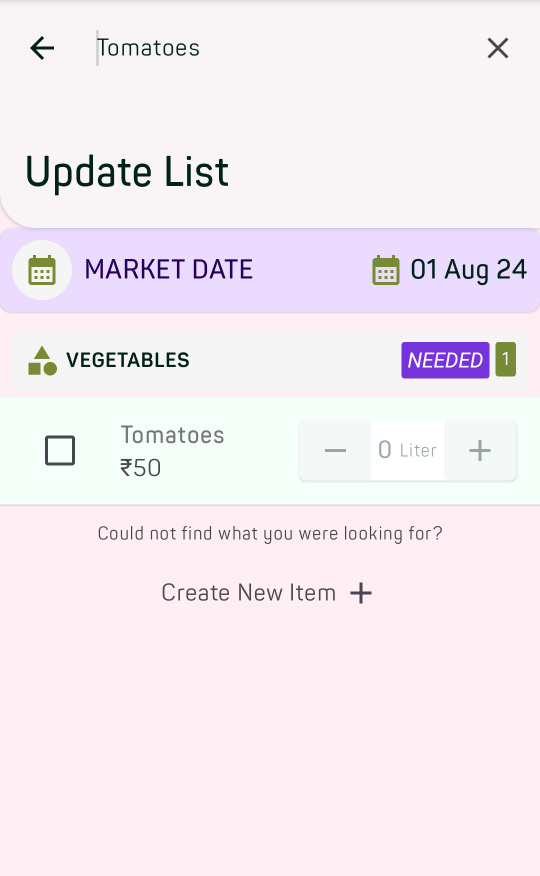 Tomatoes
Update List
MARKET DATE 01 Aug 24
VEGETABLES NEEDED 1
Tomatoes
₹50
0 Liter
Could not find what you were looking for?
Create New Item